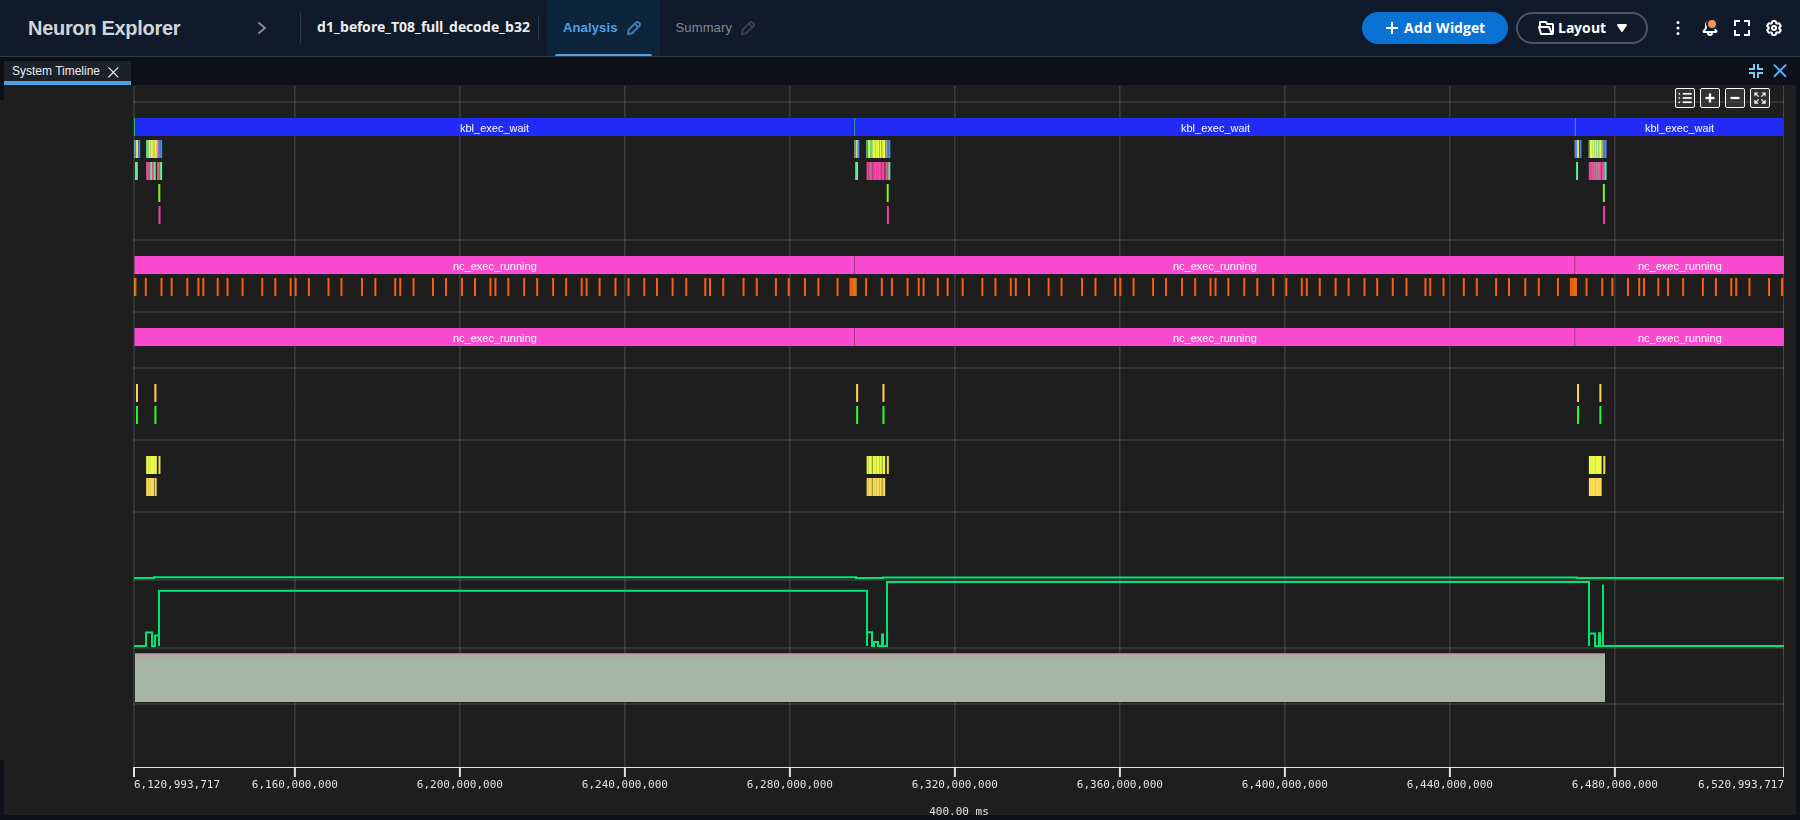 Neuron Explorer
d1_before_T08_full_decode_b32
Analysis
Summary
Add Widget
Layout
System Timeline
kbl_exec_wait kbl_exec_wait kbl_exec_wait
nc_exec_running nc_exec_running nc_exec_running
nc_exec_running nc_exec_running nc_exec_running
6,120,993,717 6,160,000,000 6,200,000,000 6,240,000,000 6,280,000,000 6,320,000,000 6,360,000,000 6,400,000,000 6,440,000,000 6,480,000,000 6,520,993,717
400.00 ms